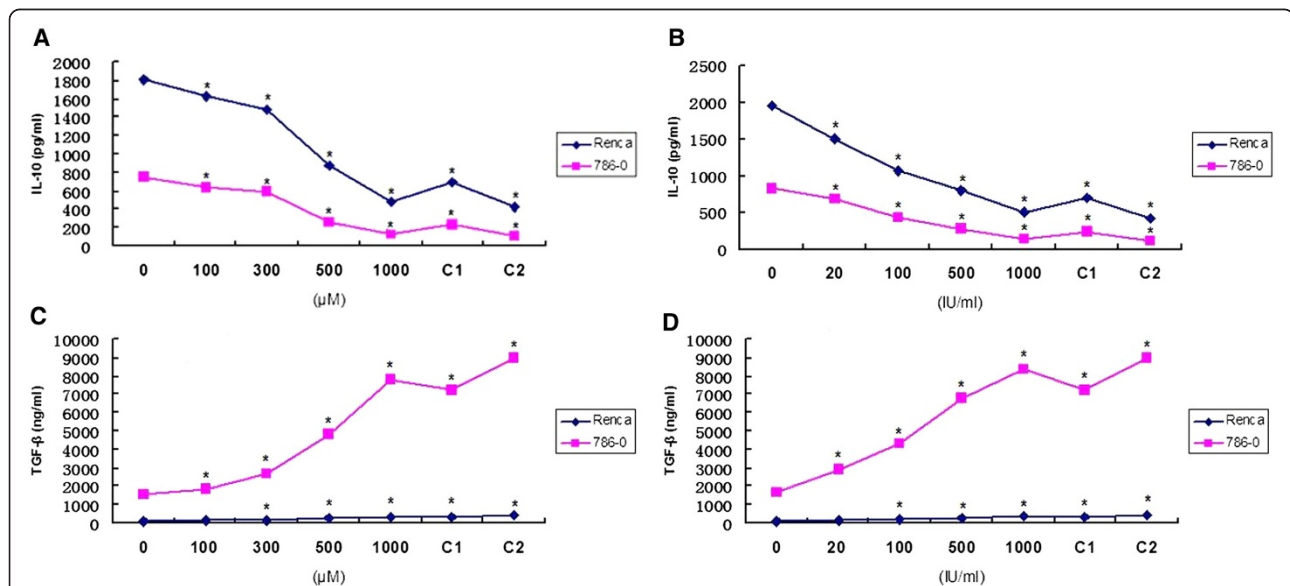 A
IL-10 (pg/ml)
2000
1800
1600
1400
1200
1000
800
600
400
200
0
* * * * * *
* * * * * *
0 100 300 500 1000 C1 C2
(μM)
Renca
786-0
B
IL-10 (pg/ml)
2500
2000
1500
1000
500
0
* * * * * *
* * * * * *
0 20 100 500 1000 C1 C2
(IU/ml)
Renca
786-0
C
TGF-β (ng/ml)
10000
9000
8000
7000
6000
5000
4000
3000
2000
1000
0
* * * * * *
* * * * *
0 100 300 500 1000 C1 C2
(μM)
Renca
786-0
D
TGF-β (ng/ml)
10000
9000
8000
7000
6000
5000
4000
3000
2000
1000
0
* * * * * *
* * * * *
0 20 100 500 1000 C1 C2
(IU/ml)
Renca
786-0